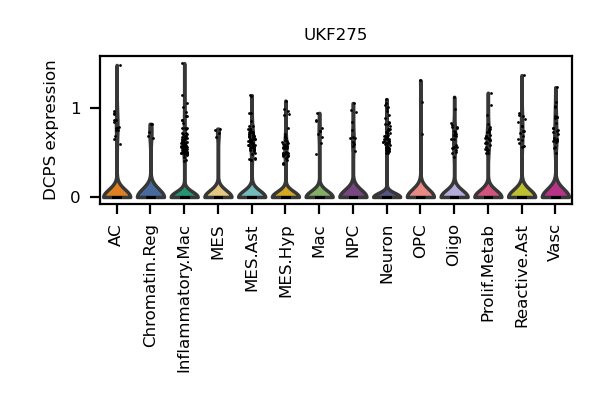 UKF275
DCPS expression
1
0
AC
Chromatin.Reg
Inflammatory.Mac
MES
MES.Ast
MES.Hyp
Mac
NPC
Neuron
OPC
Oligo
Prolif.Metab
Reactive.Ast
Vasc